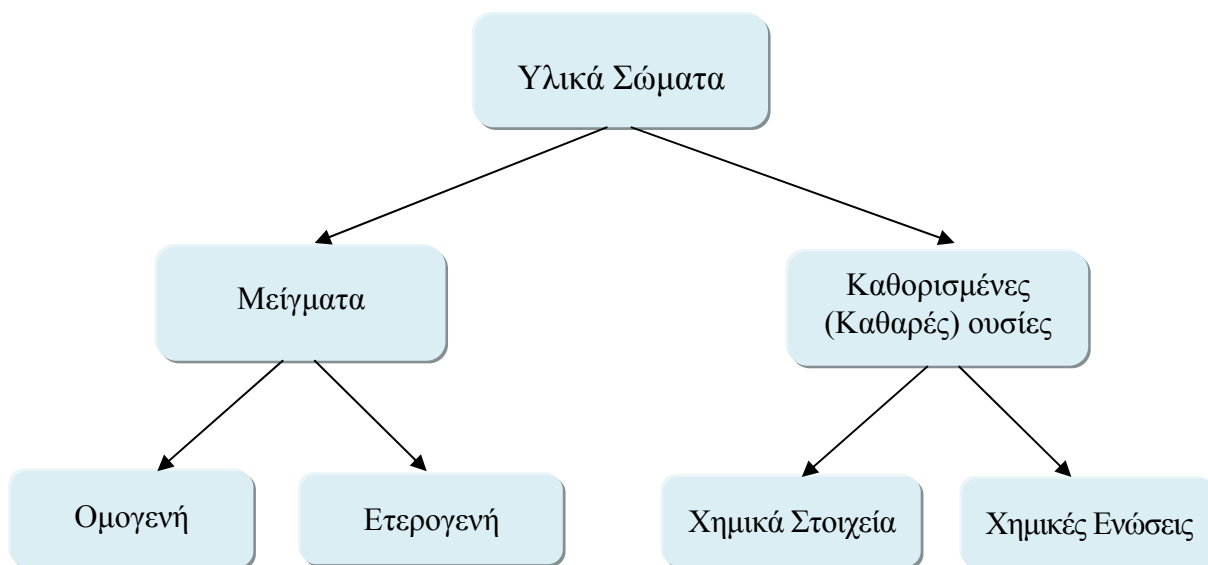 Υλικά Σώματα
Μείγματα
Καθορισμένες
(Καθαρές) ουσίες
Ομογενή
Ετερογενή
Χημικά Στοιχεία
Χημικές Ενώσεις